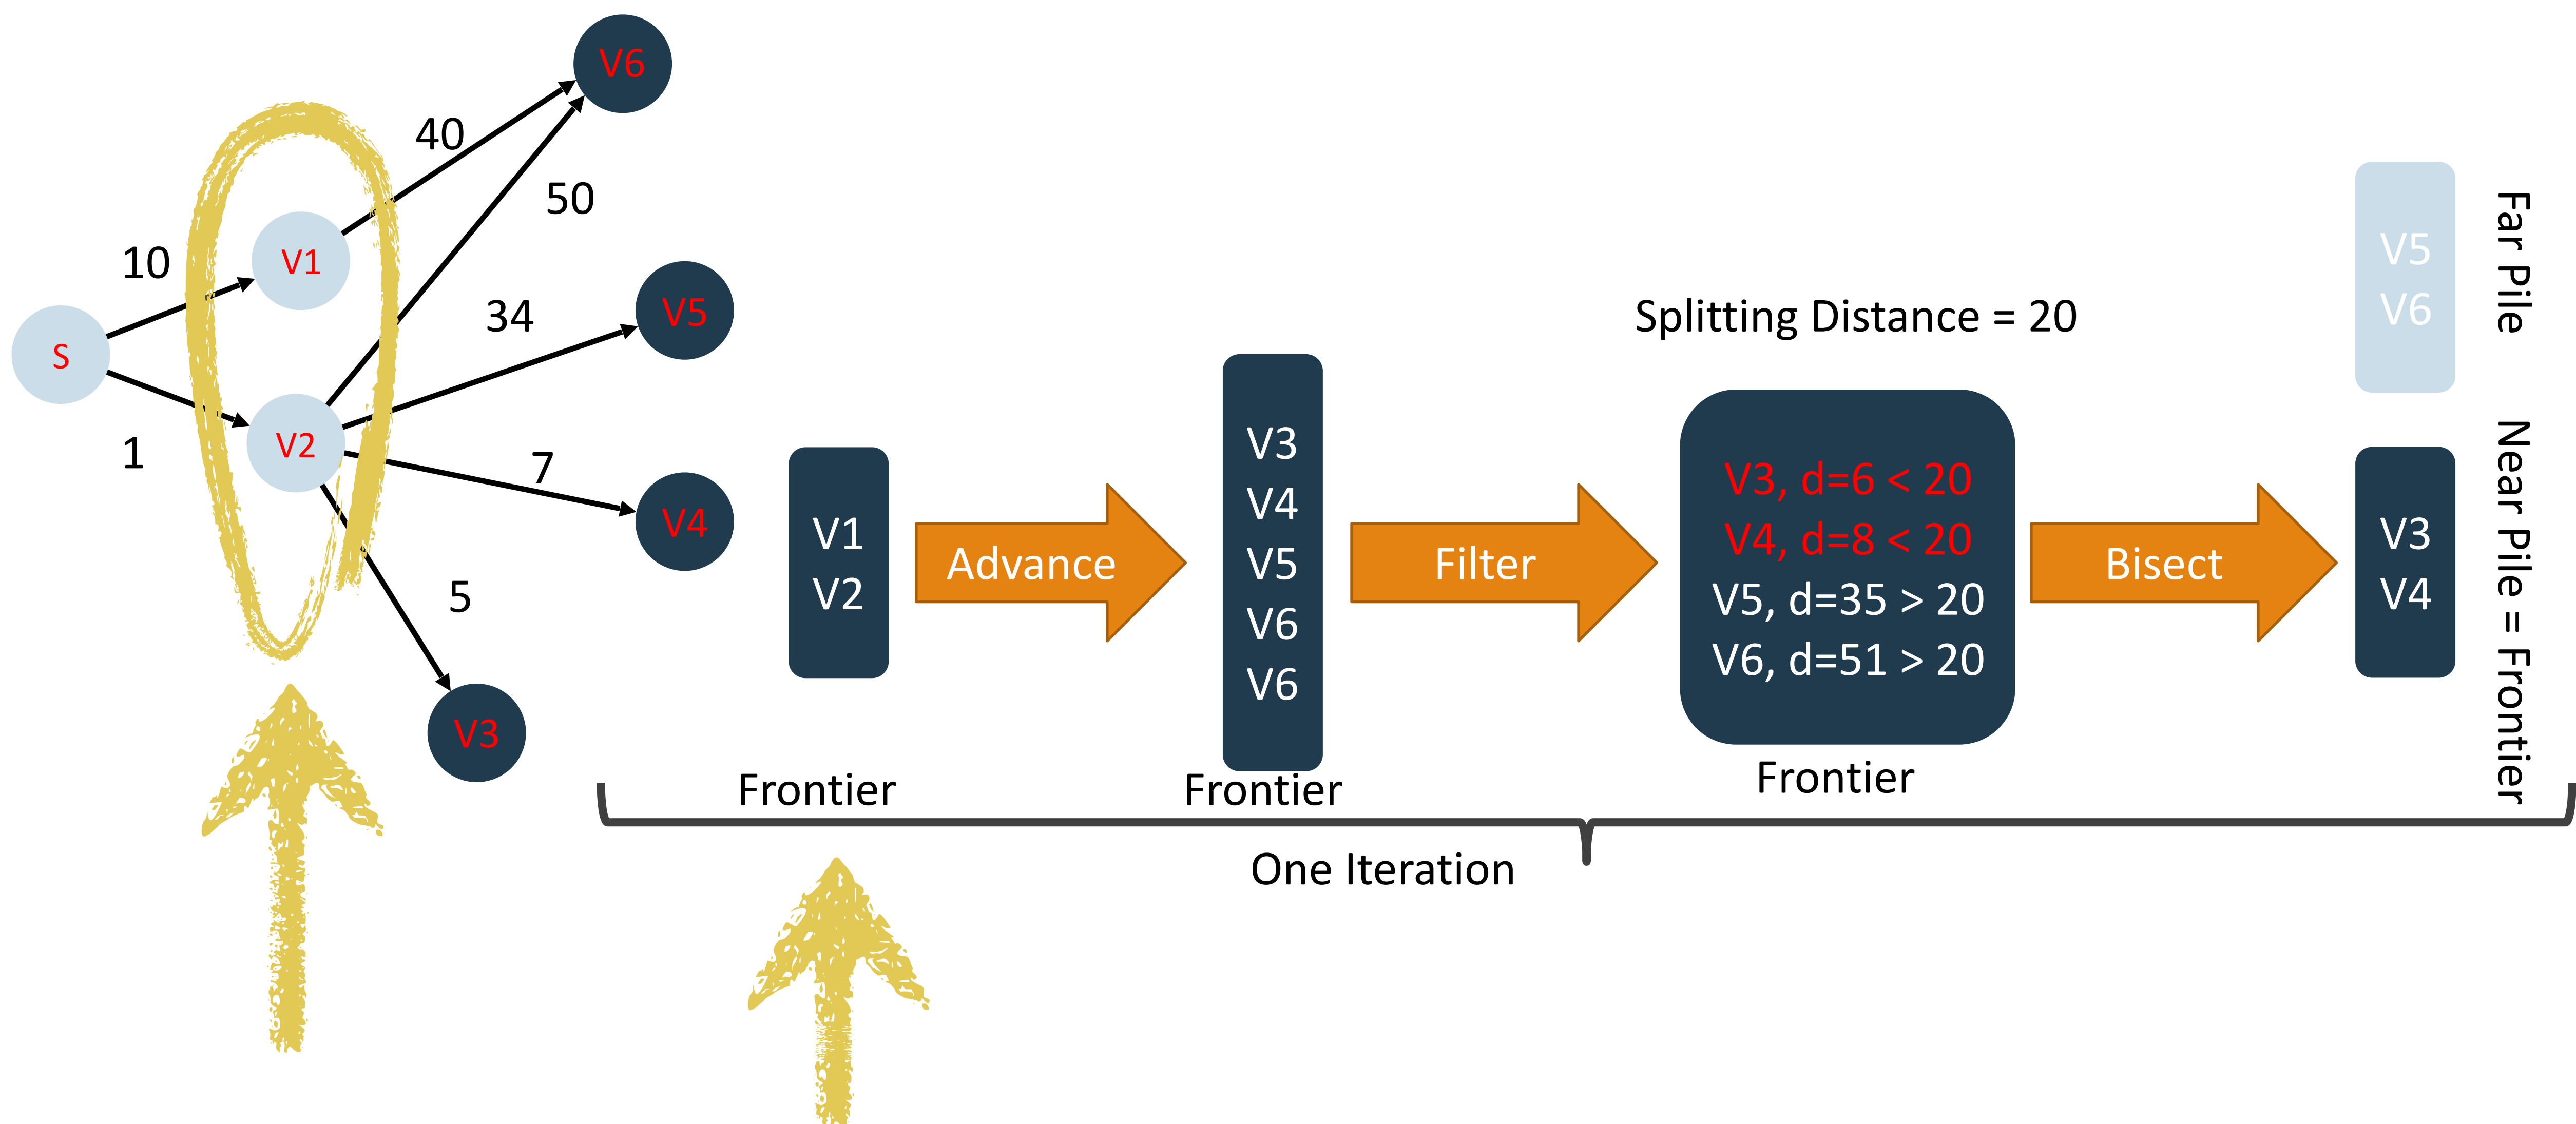 V6
40
50
V1
10
34
V5
S
V2
1
7
V4
5
V3
V1
V2
Frontier
Advance
V3
V4
V5
V6
V6
Frontier
Filter
Splitting Distance = 20
V3, d=6 < 20
V4, d=8 < 20
V5, d=35 > 20
V6, d=51 > 20
Frontier
Bisect
V5
V6
Far Pile
V3
V4
Near Pile = Frontier
One Iteration